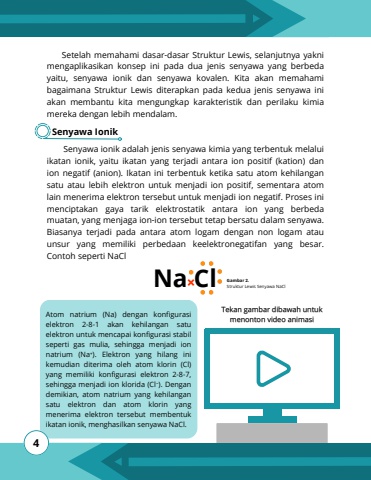 Setelah memahami dasar-dasar Struktur Lewis, selanjutnya yakni
mengaplikasikan konsep ini pada dua jenis senyawa yang berbeda
yaitu, senyawa ionik dan senyawa kovalen. Kita akan memahami
bagaimana Struktur Lewis diterapkan pada kedua jenis senyawa ini
akan membantu kita mengungkap karakteristik dan perilaku kimia
mereka dengan lebih mendalam.
Senyawa Ionik
Senyawa ionik adalah jenis senyawa kimia yang terbentuk melalui
ikatan ionik, yaitu ikatan yang terjadi antara ion positif (kation) dan
ion negatif (anion). Ikatan ini terbentuk ketika satu atom kehilangan
satu atau lebih elektron untuk menjadi ion positif, sementara atom
lain menerima elektron tersebut untuk menjadi ion negatif. Proses ini
menciptakan gaya tarik elektrostatik antara ion yang berbeda
muatan, yang menjaga ion-ion tersebut tetap bersatu dalam senyawa.
Biasanya terjadi pada antara atom logam dengan non logam atau
unsur yang memiliki perbedaan keelektronegatifan yang besar.
Contoh seperti NaCl
Na×Cl
Gambar 2.
Struktur Lewis Senyawa NaCl
Atom natrium (Na) dengan konfigurasi
elektron 2-8-1 akan kehilangan satu
elektron untuk mencapai konfigurasi stabil
seperti gas mulia, sehingga menjadi ion
natrium (Na⁺). Elektron yang hilang ini
kemudian diterima oleh atom klorin (Cl)
yang memiliki konfigurasi elektron 2-8-7,
sehingga menjadi ion klorida (Cl⁻). Dengan
demikian, atom natrium yang kehilangan
satu elektron dan atom klorin yang
menerima elektron tersebut membentuk
ikatan ionik, menghasilkan senyawa NaCl.
Tekan gambar dibawah untuk
menonton video animasi
4